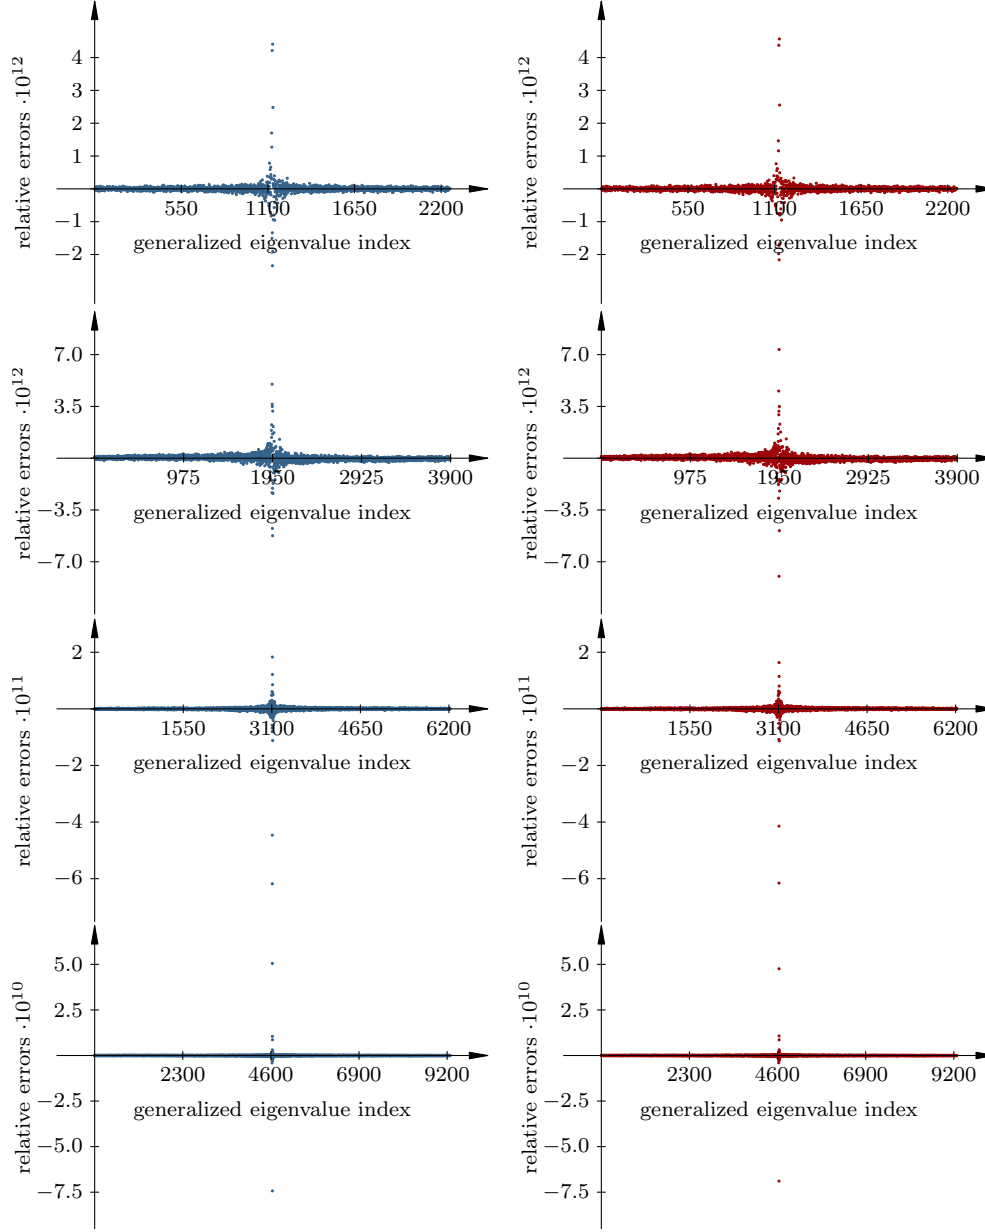 relative errors ·10^12
4
3
2
1
−1
−2
550 1100 1650 2200
generalized eigenvalue index
relative errors ·10^12
4
3
2
1
−1
−2
550 1100 1650 2200
generalized eigenvalue index
relative errors ·10^12
7.0
3.5
−3.5
−7.0
975 1950 2925 3900
generalized eigenvalue index
relative errors ·10^12
7.0
3.5
−3.5
−7.0
975 1950 2925 3900
generalized eigenvalue index
relative errors ·10^11
2
−2
−4
−6
1550 3100 4650 6200
generalized eigenvalue index
relative errors ·10^11
2
−2
−4
−6
1550 3100 4650 6200
generalized eigenvalue index
relative errors ·10^10
5.0
2.5
−2.5
−5.0
−7.5
2300 4600 6900 9200
generalized eigenvalue index
relative errors ·10^10
5.0
2.5
−2.5
−5.0
−7.5
2300 4600 6900 9200
generalized eigenvalue index